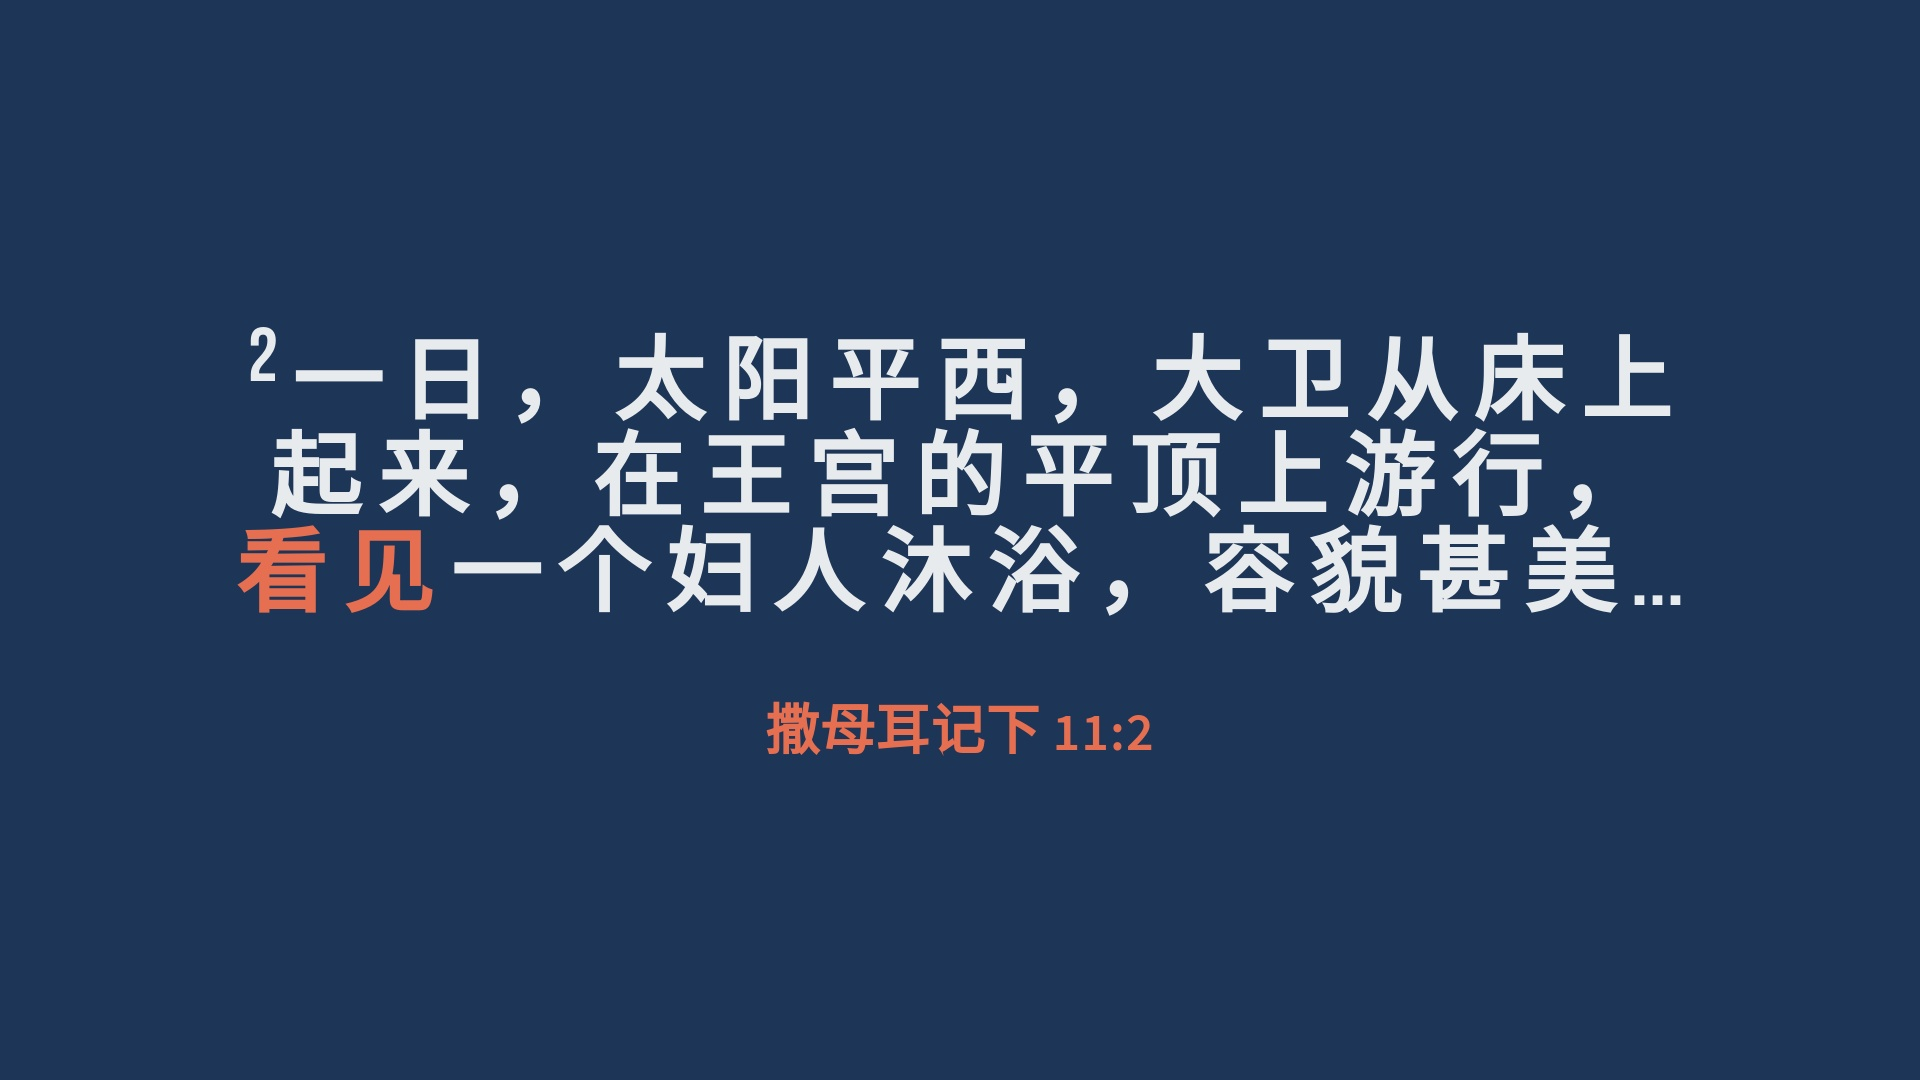 ²一日，太阳平西，大卫从床上
起来，在王宫的平顶上游行，
看见一个妇人沐浴，容貌甚美...
撒母耳记下 11:2